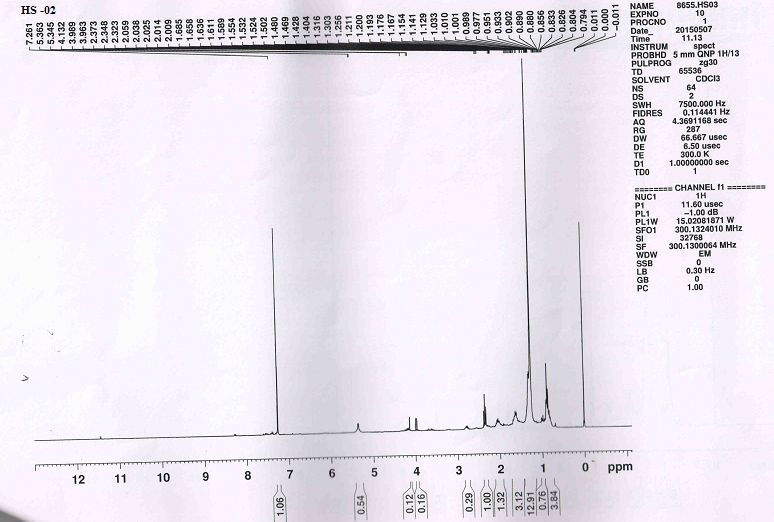 HS -02
7.261
5.363
5.345
4.132
3.989
3.963
2.373
2.348
2.323
2.059
2.038
2.025
2.014
2.009
1.685
1.658
1.636
1.611
1.589
1.554
1.532
1.524
1.502
1.480
1.469
1.428
1.404
1.316
1.303
1.256
1.211
1.200
1.193
1.176
1.167
1.154
1.141
1.129
1.033
1.010
1.001
0.989
0.977
0.951
0.933
0.902
0.890
0.880
0.856
0.833
0.826
0.804
0.794
0.011
0.000
-0.011
NAME 8655.HS03
EXPNO 10
PROCNO 1
Date_ 20150507
Time 11.13
INSTRUM spect
PROBHD 5 mm QNP 1H/13
PULPROG zg30
TD 65536
SOLVENT CDCl3
NS 64
DS 2
SWH 7500.000 Hz
FIDRES 0.114441 Hz
AQ 4.3691168 sec
RG 287
DW 66.667 usec
DE 6.50 usec
TE 300.0 K
D1 1.00000000 sec
TD0 1
======== CHANNEL f1 ========
NUC1 1H
P1 11.60 usec
PL1 -1.00 dB
PL1W 15.02081871 W
SFO1 300.1324010 MHz
SI 32768
SF 300.1300064 MHz
WDW EM
SSB 0
LB 0.30 Hz
GB 0
PC 1.00
12 11 10 9 8 7 6 5 4 3 2 1 0 ppm
1.06
0.54
0.12
0.16
0.29
1.00
1.32
3.12
12.91
0.76
3.84